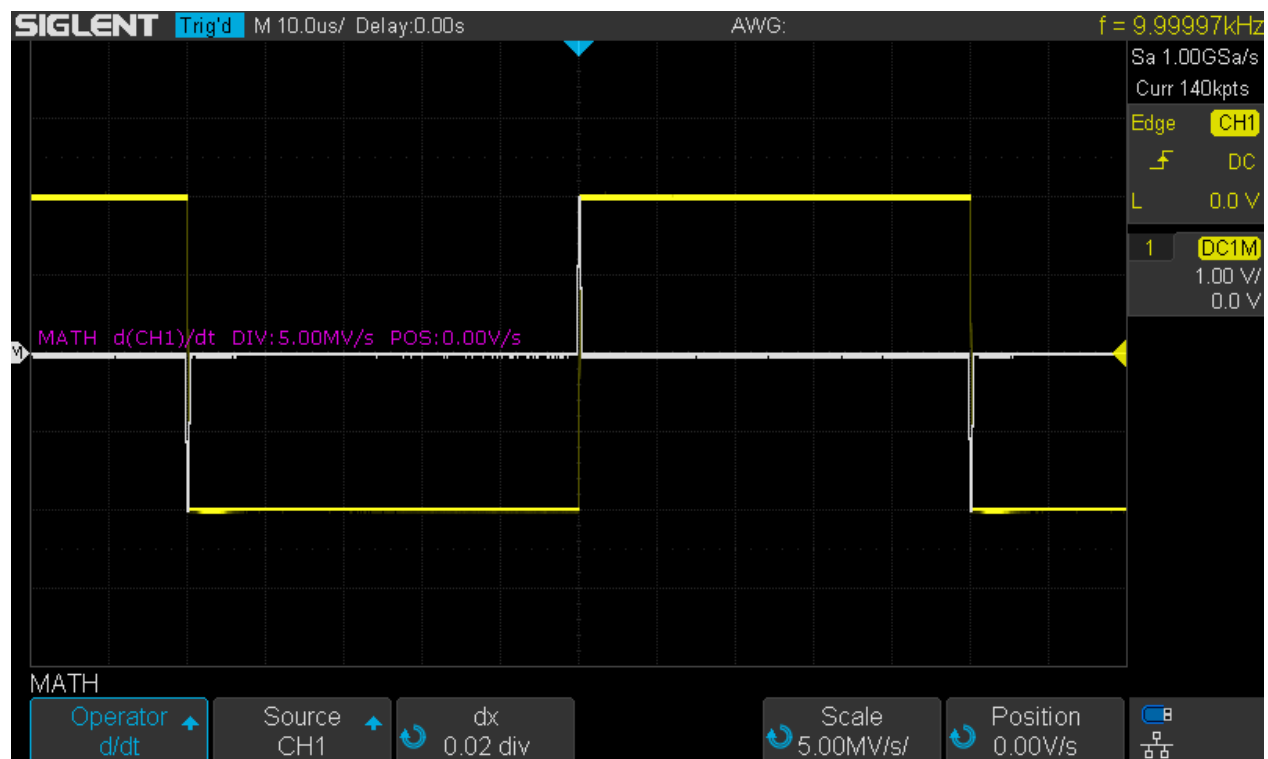 SIGLENT Trig'd M 10.0us/ Delay:0.00s AWG: f = 9.99997kHz
Sa 1.00GSa/s
Curr 140kpts
Edge CH1
DC
L 0.0 V
1 DC1M
1.00 V/
0.0 V
MATH d(CH1)/dt DIV:5.00MV/s POS:0.00V/s
M
MATH
Operator Source dx Scale Position
d/dt CH1 0.02 div 5.00MV/s/ 0.00V/s